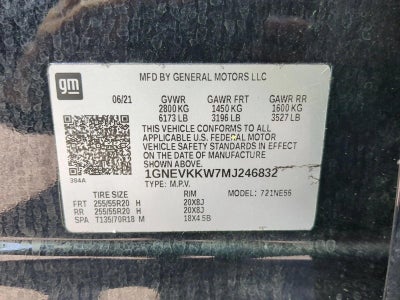 gm
MFD BY GENERAL MOTORS LLC
06/21 GVWR GAWR FRT GAWR RR
2800 KG 1450 KG 1600 KG
6173 LB 3196 LB 3527 LB
THIS VEHICLE CONFORMS TO ALL
APPLICABLE U.S. FEDERAL MOTOR
VEHICLE SAFETY STANDARDS IN EFFECT
ON THE DATE OF MANUFACTURE
SHOWN ABOVE.
384A 1GNEVKKW7MJ246832
TYPE: M.P.V. 721NE56
TIRE SIZE RIM
FRT 255/55R20 H 20X8J
RR 255/55R20 H 20X8J
SPA T135/70R18 M 18X4.5B